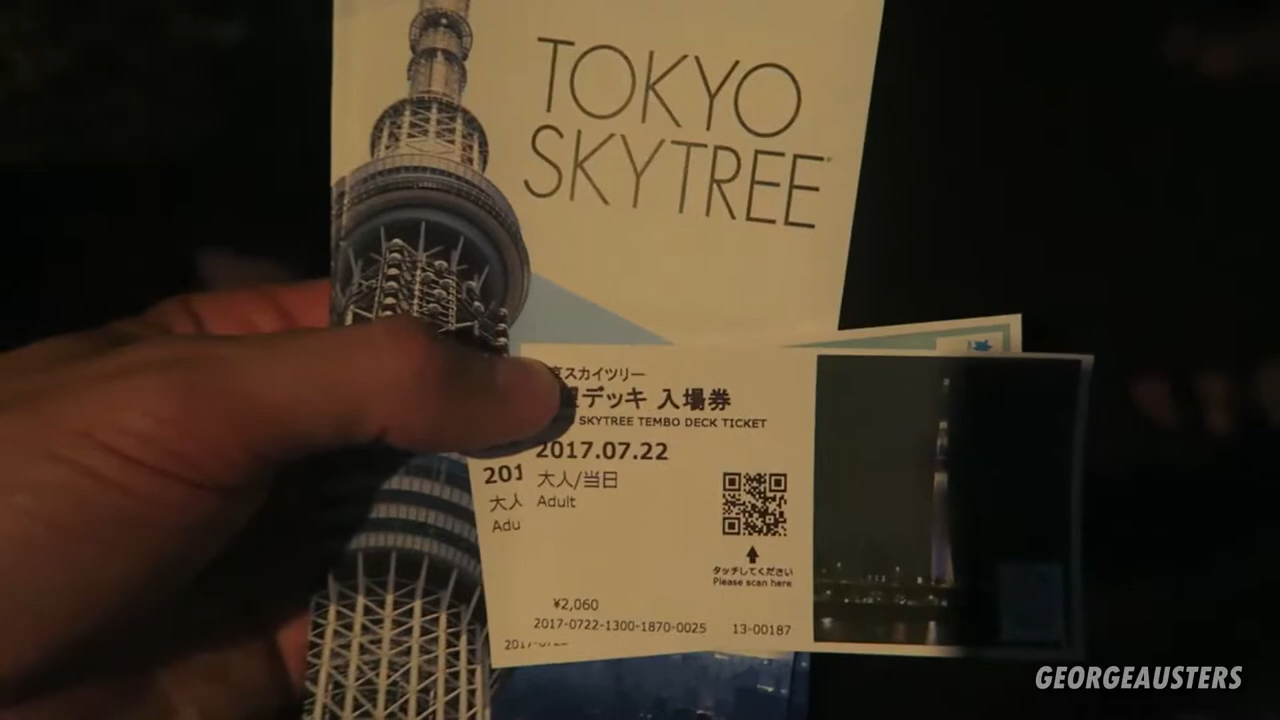 TOKYO
SKYTREE
京スカイツリー
望デッキ 入場券
SKYTREE TEMBO DECK TICKET
2017.07.22
大人/当日
Adult
201
大人
Adu
タッチしてください
Please scan here
¥2,060
2017-0722-1300-1870-0025 13-00187
GEORGEAUSTERS